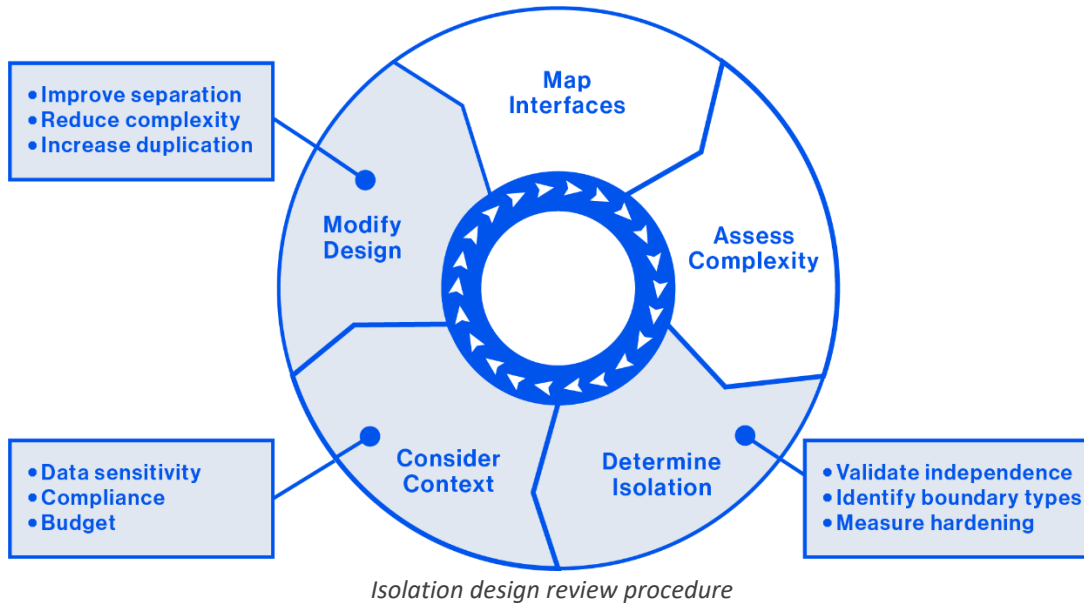 Map
Interfaces
Assess
Complexity
Determine
Isolation
• Validate independence
• Identify boundary types
• Measure hardening
Consider
Context
• Data sensitivity
• Compliance
• Budget
Modify
Design
• Improve separation
• Reduce complexity
• Increase duplication
Isolation design review procedure